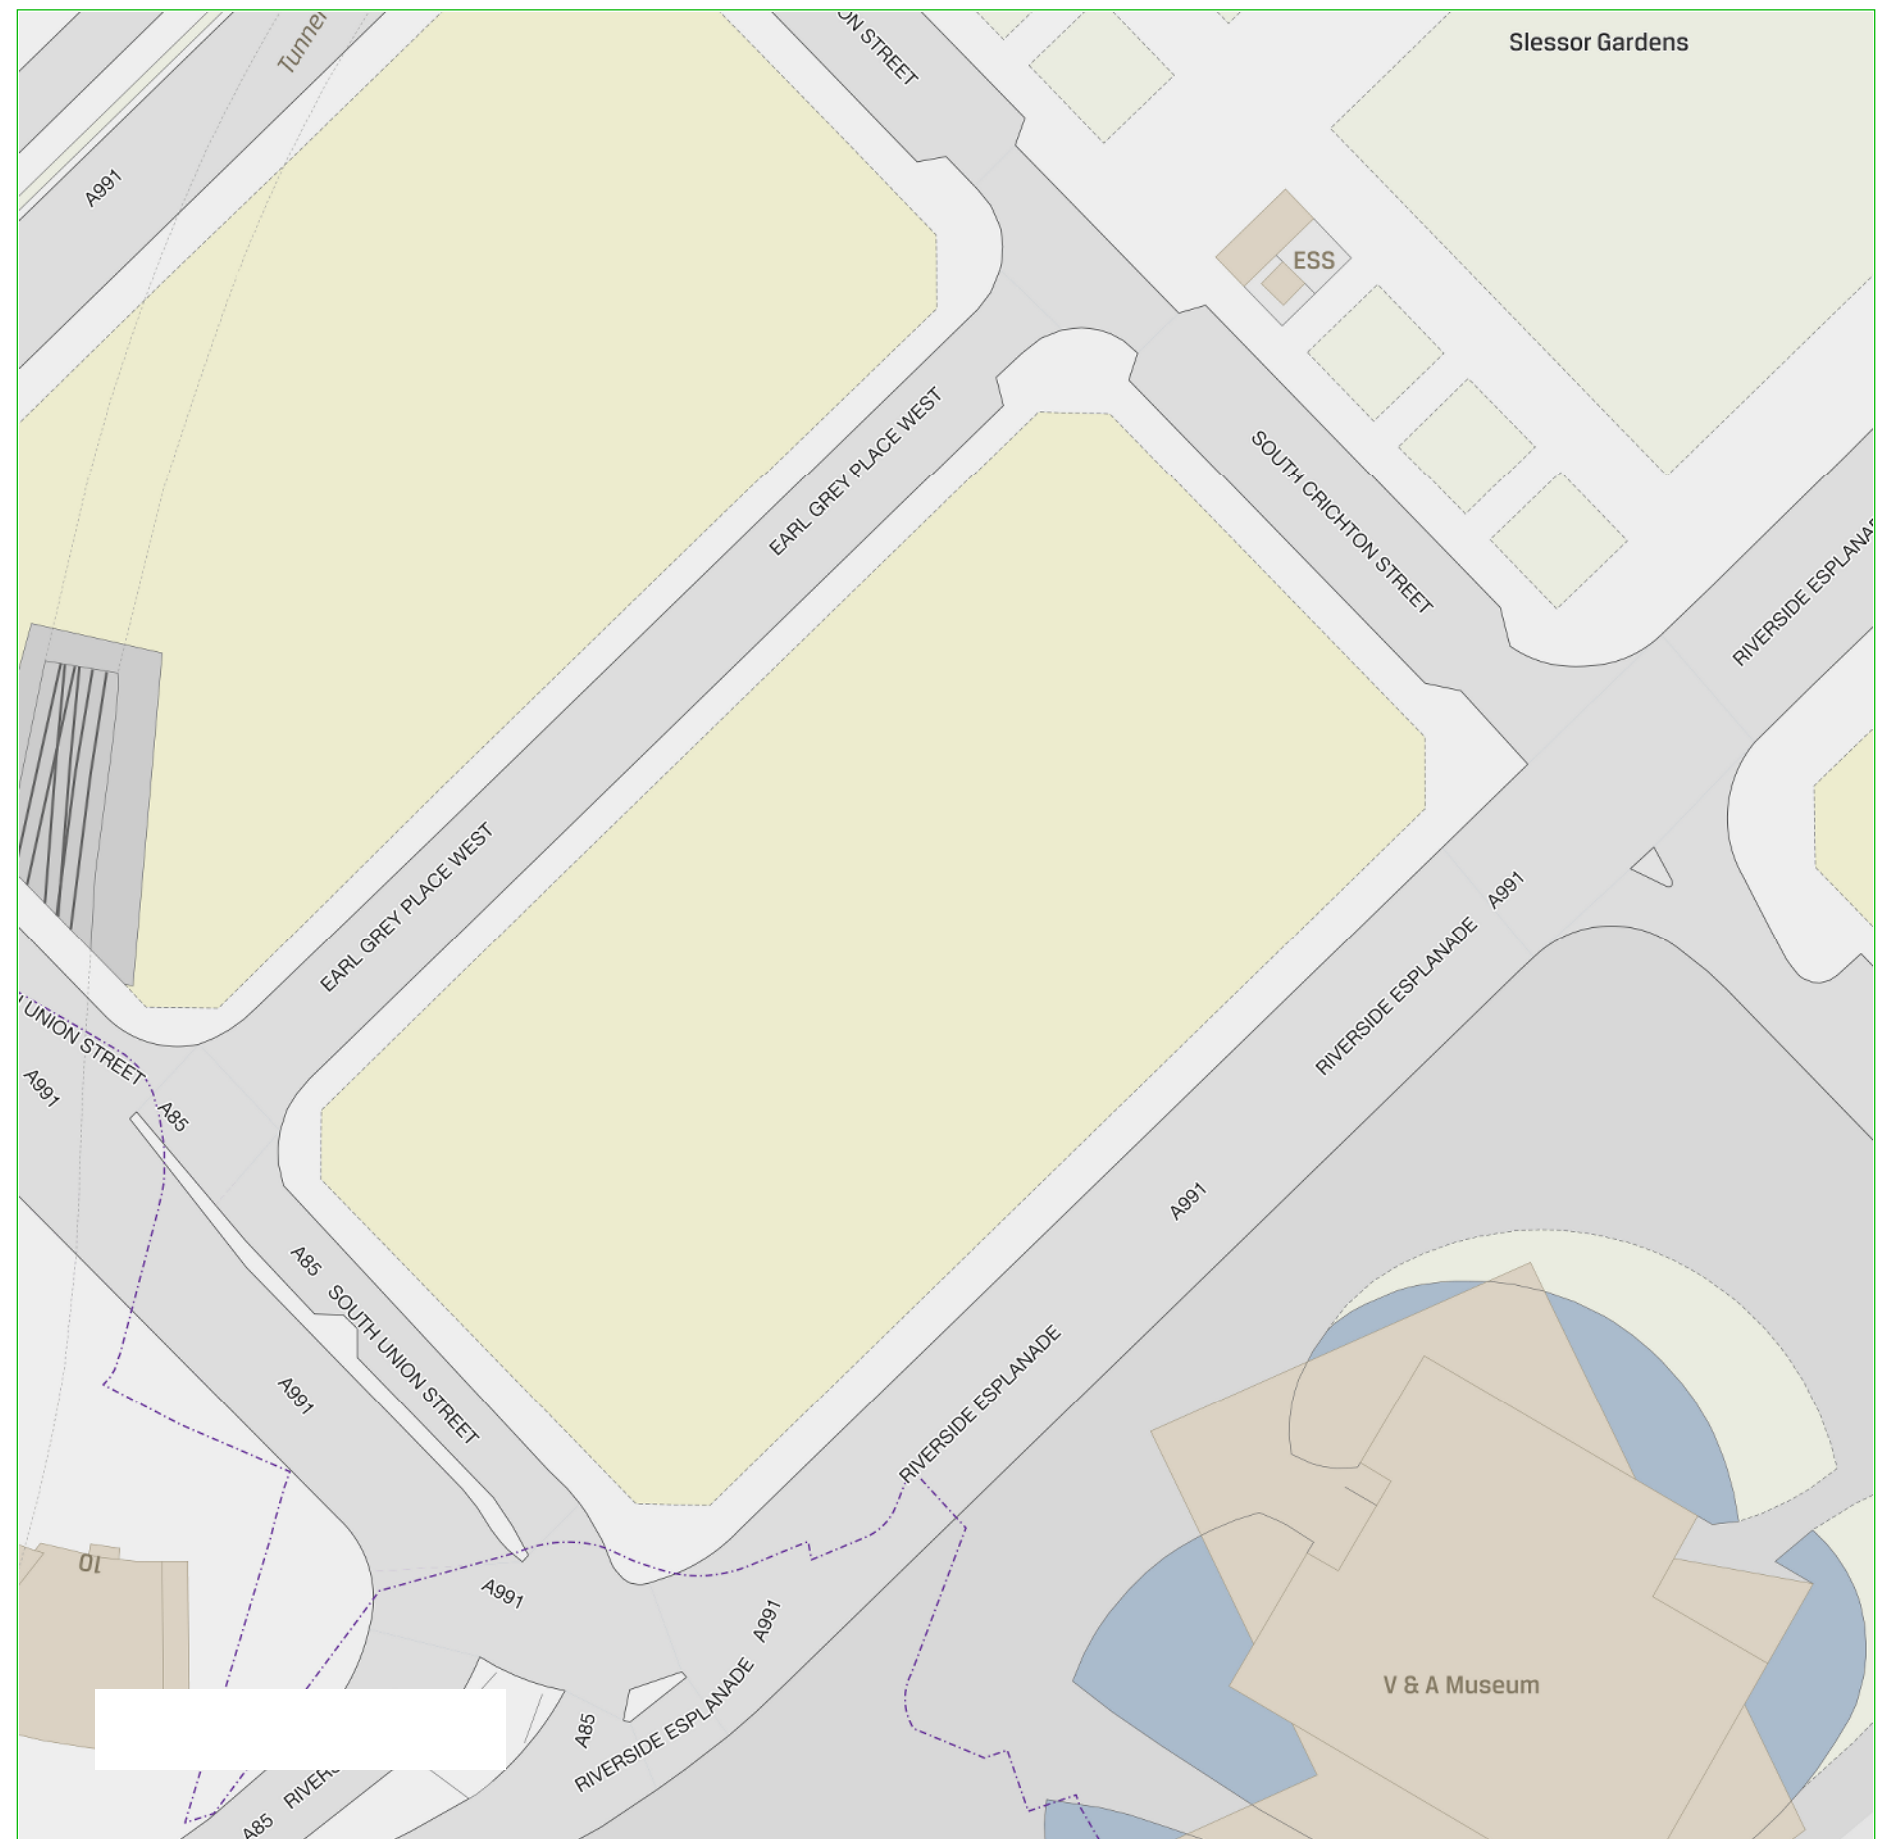 Tunnel
ON STREET
Slessor Gardens
A991
ESS
EARL GREY PLACE WEST
SOUTH CRICHTON STREET
RIVERSIDE ESPLANA
EARL GREY PLACE WEST
A991
RIVERSIDE ESPLANADE
UNION STREET
A991
A85
A991
A85
SOUTH UNION STREET
RIVERSIDE ESPLANADE
A991
10
A991
A991
V & A Museum
RIVERSIDE ESPLANADE
A85
RIVERS
A85